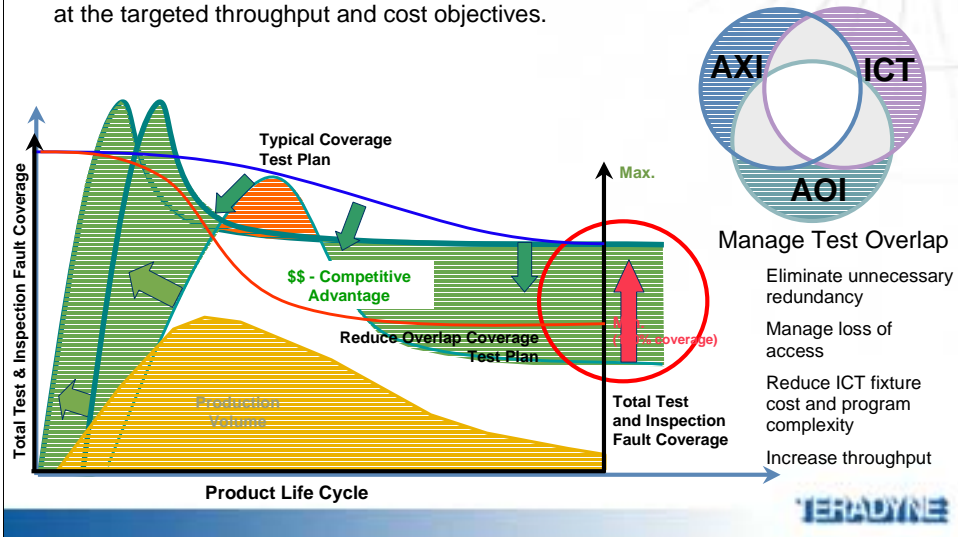 at the targeted throughput and cost objectives.
AXI
ICT
AOI
Typical Coverage
Test Plan
Max.
Total Test & Inspection Fault Coverage
$$ - Competitive
Advantage
Reduce Overlap Coverage
Test Plan
coverage)
Production
Volume
Total Test
and Inspection
Fault Coverage
Product Life Cycle
Manage Test Overlap
Eliminate unnecessary
redundancy
Manage loss of
access
Reduce ICT fixture
cost and program
complexity
Increase throughput
TERADYNE